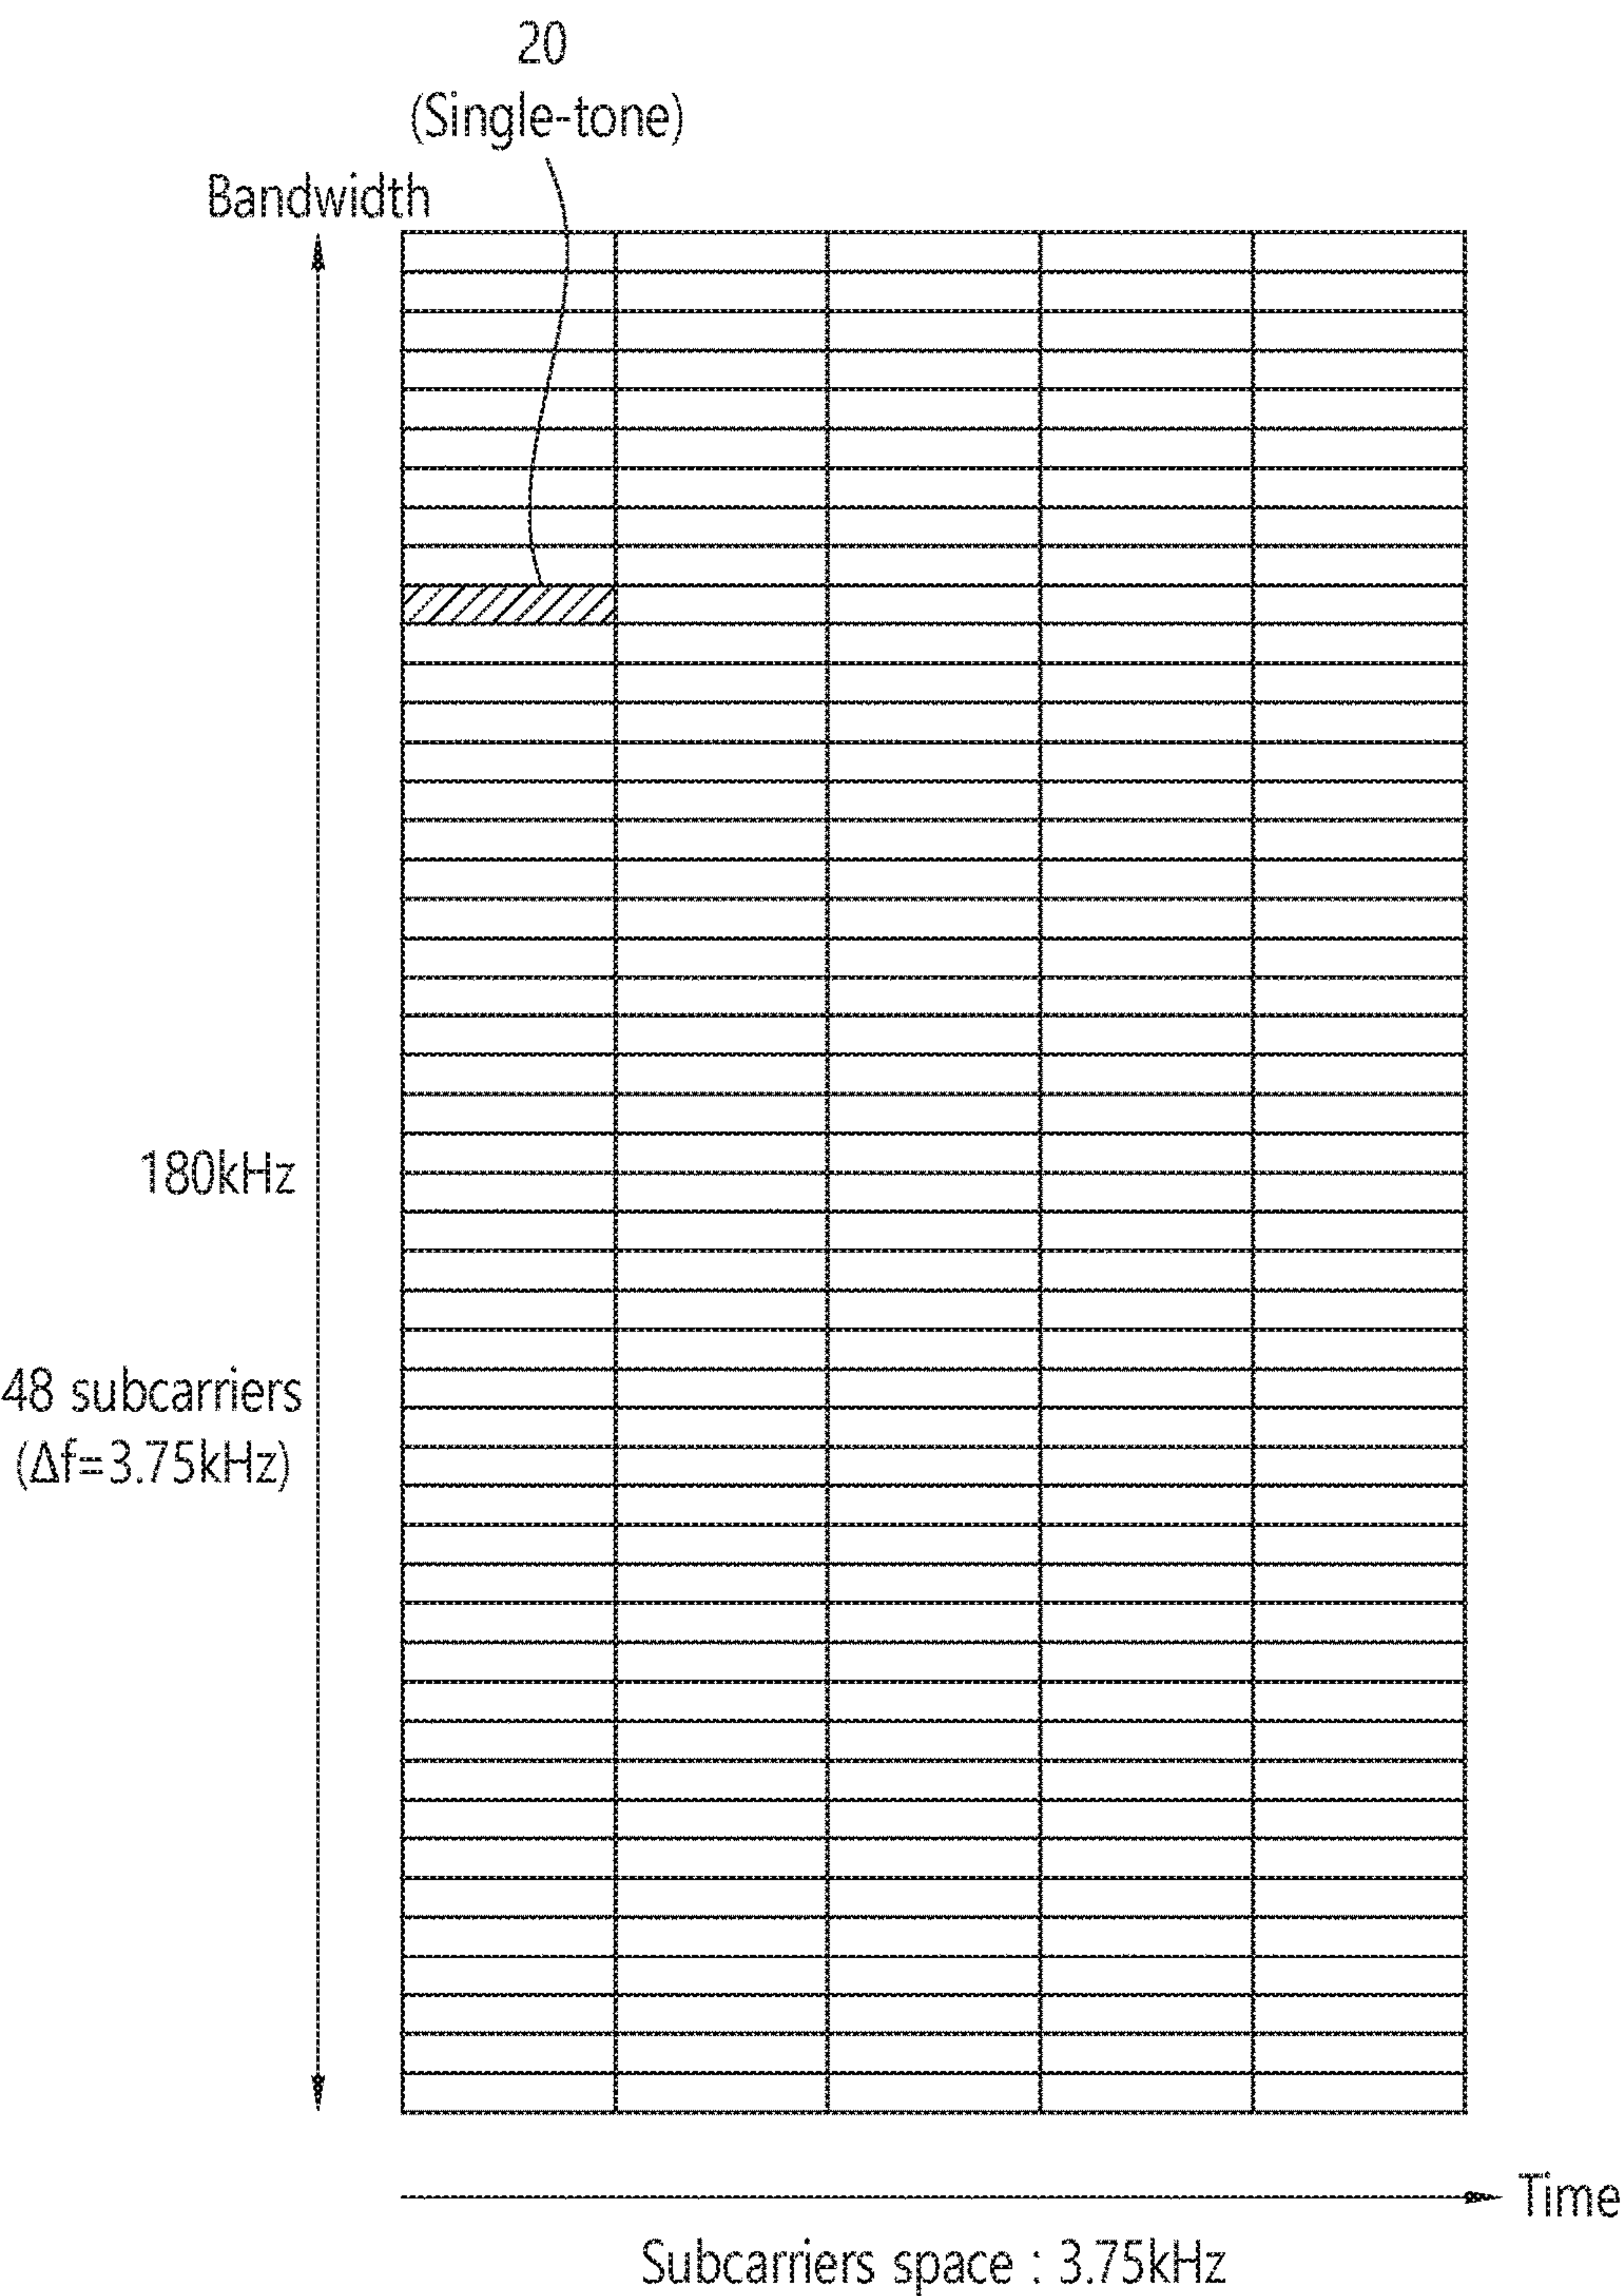 20
(Single-tone)
Bandwidth
180kHz
48 subcarriers
(Δf=3.75kHz)
Time
Subcarriers space : 3.75kHz